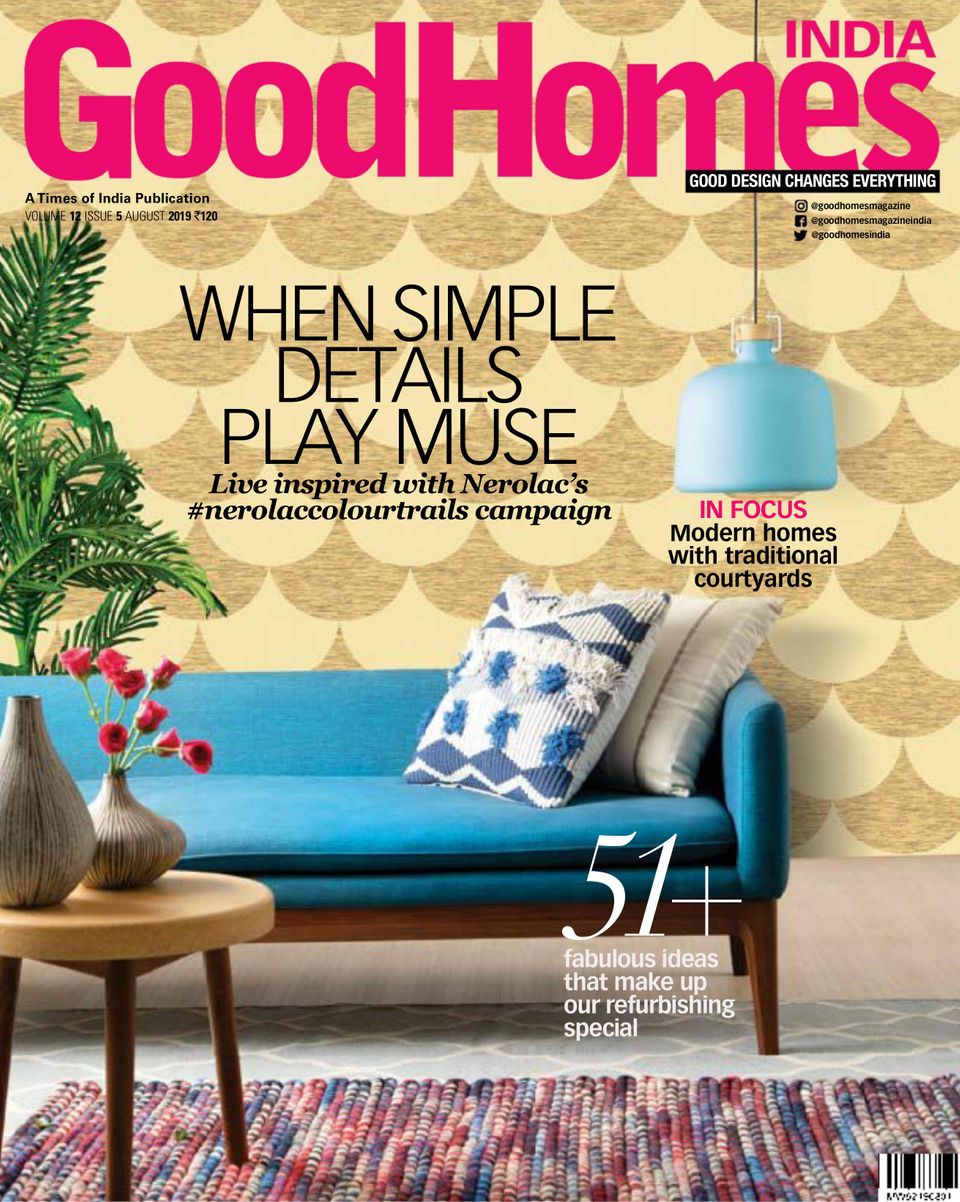 INDIA
GoodHomes
GOOD DESIGN CHANGES EVERYTHING
A Times of India Publication
VOLUME 12 ISSUE 5 AUGUST 2019 ₹120
@goodhomesmagazine
@goodhomesmagazineindia
@goodhomesindia
WHEN SIMPLE
DETAILS
PLAY MUSE
Live inspired with Nerolac's
#nerolaccolourtrails campaign
IN FOCUS
Modern homes
with traditional
courtyards
51+
fabulous ideas
that make up
our refurbishing
special